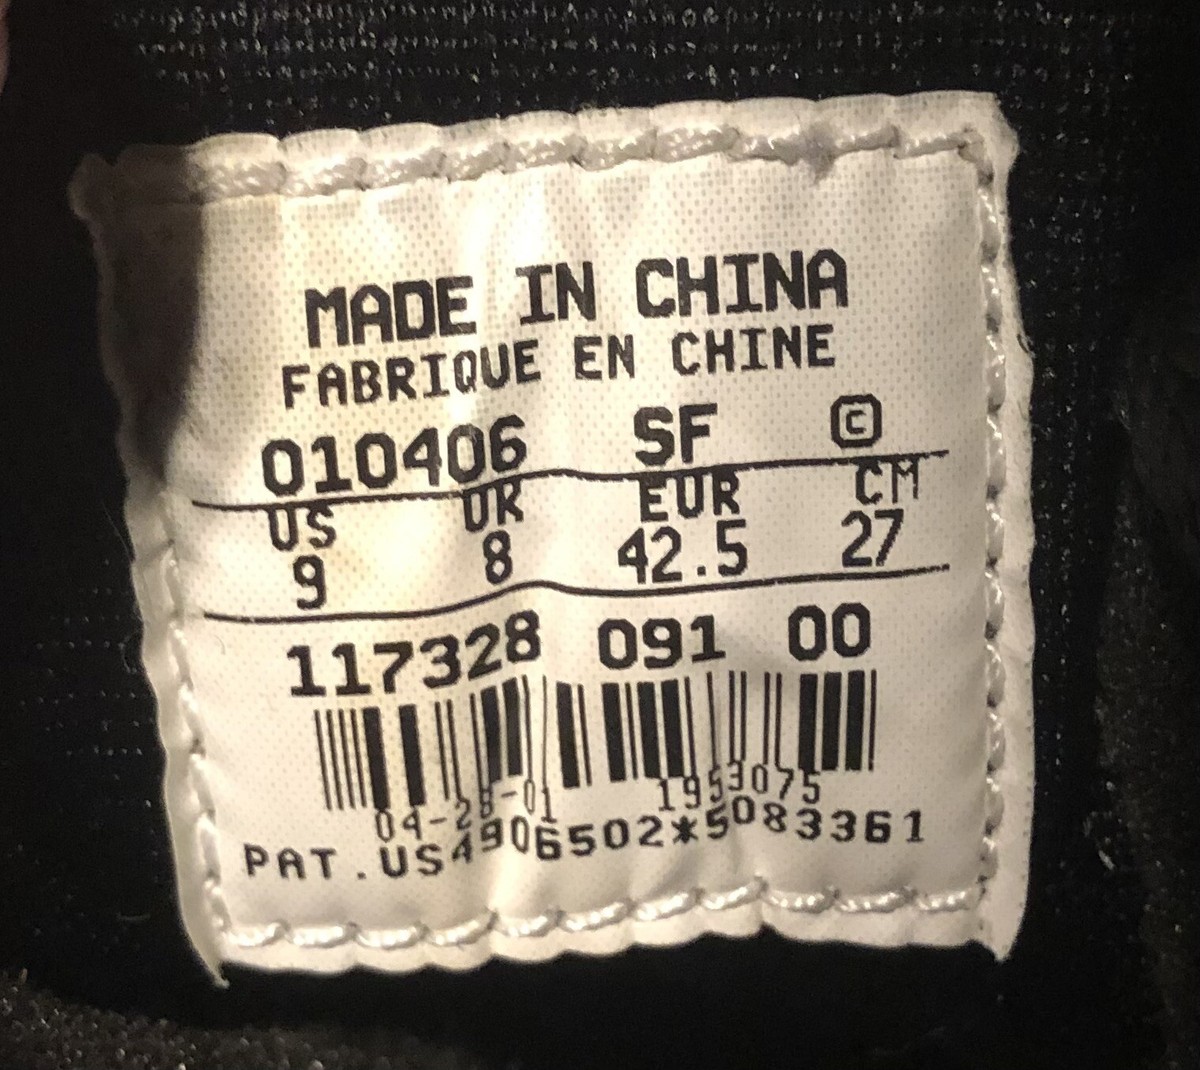 MADE IN CHINA
FABRIQUE EN CHINE
010406 SF ©
US UK EUR CM
9 8 42.5 27
117328 091 00
04-28-01 1953075
PAT.US4906502*5083361